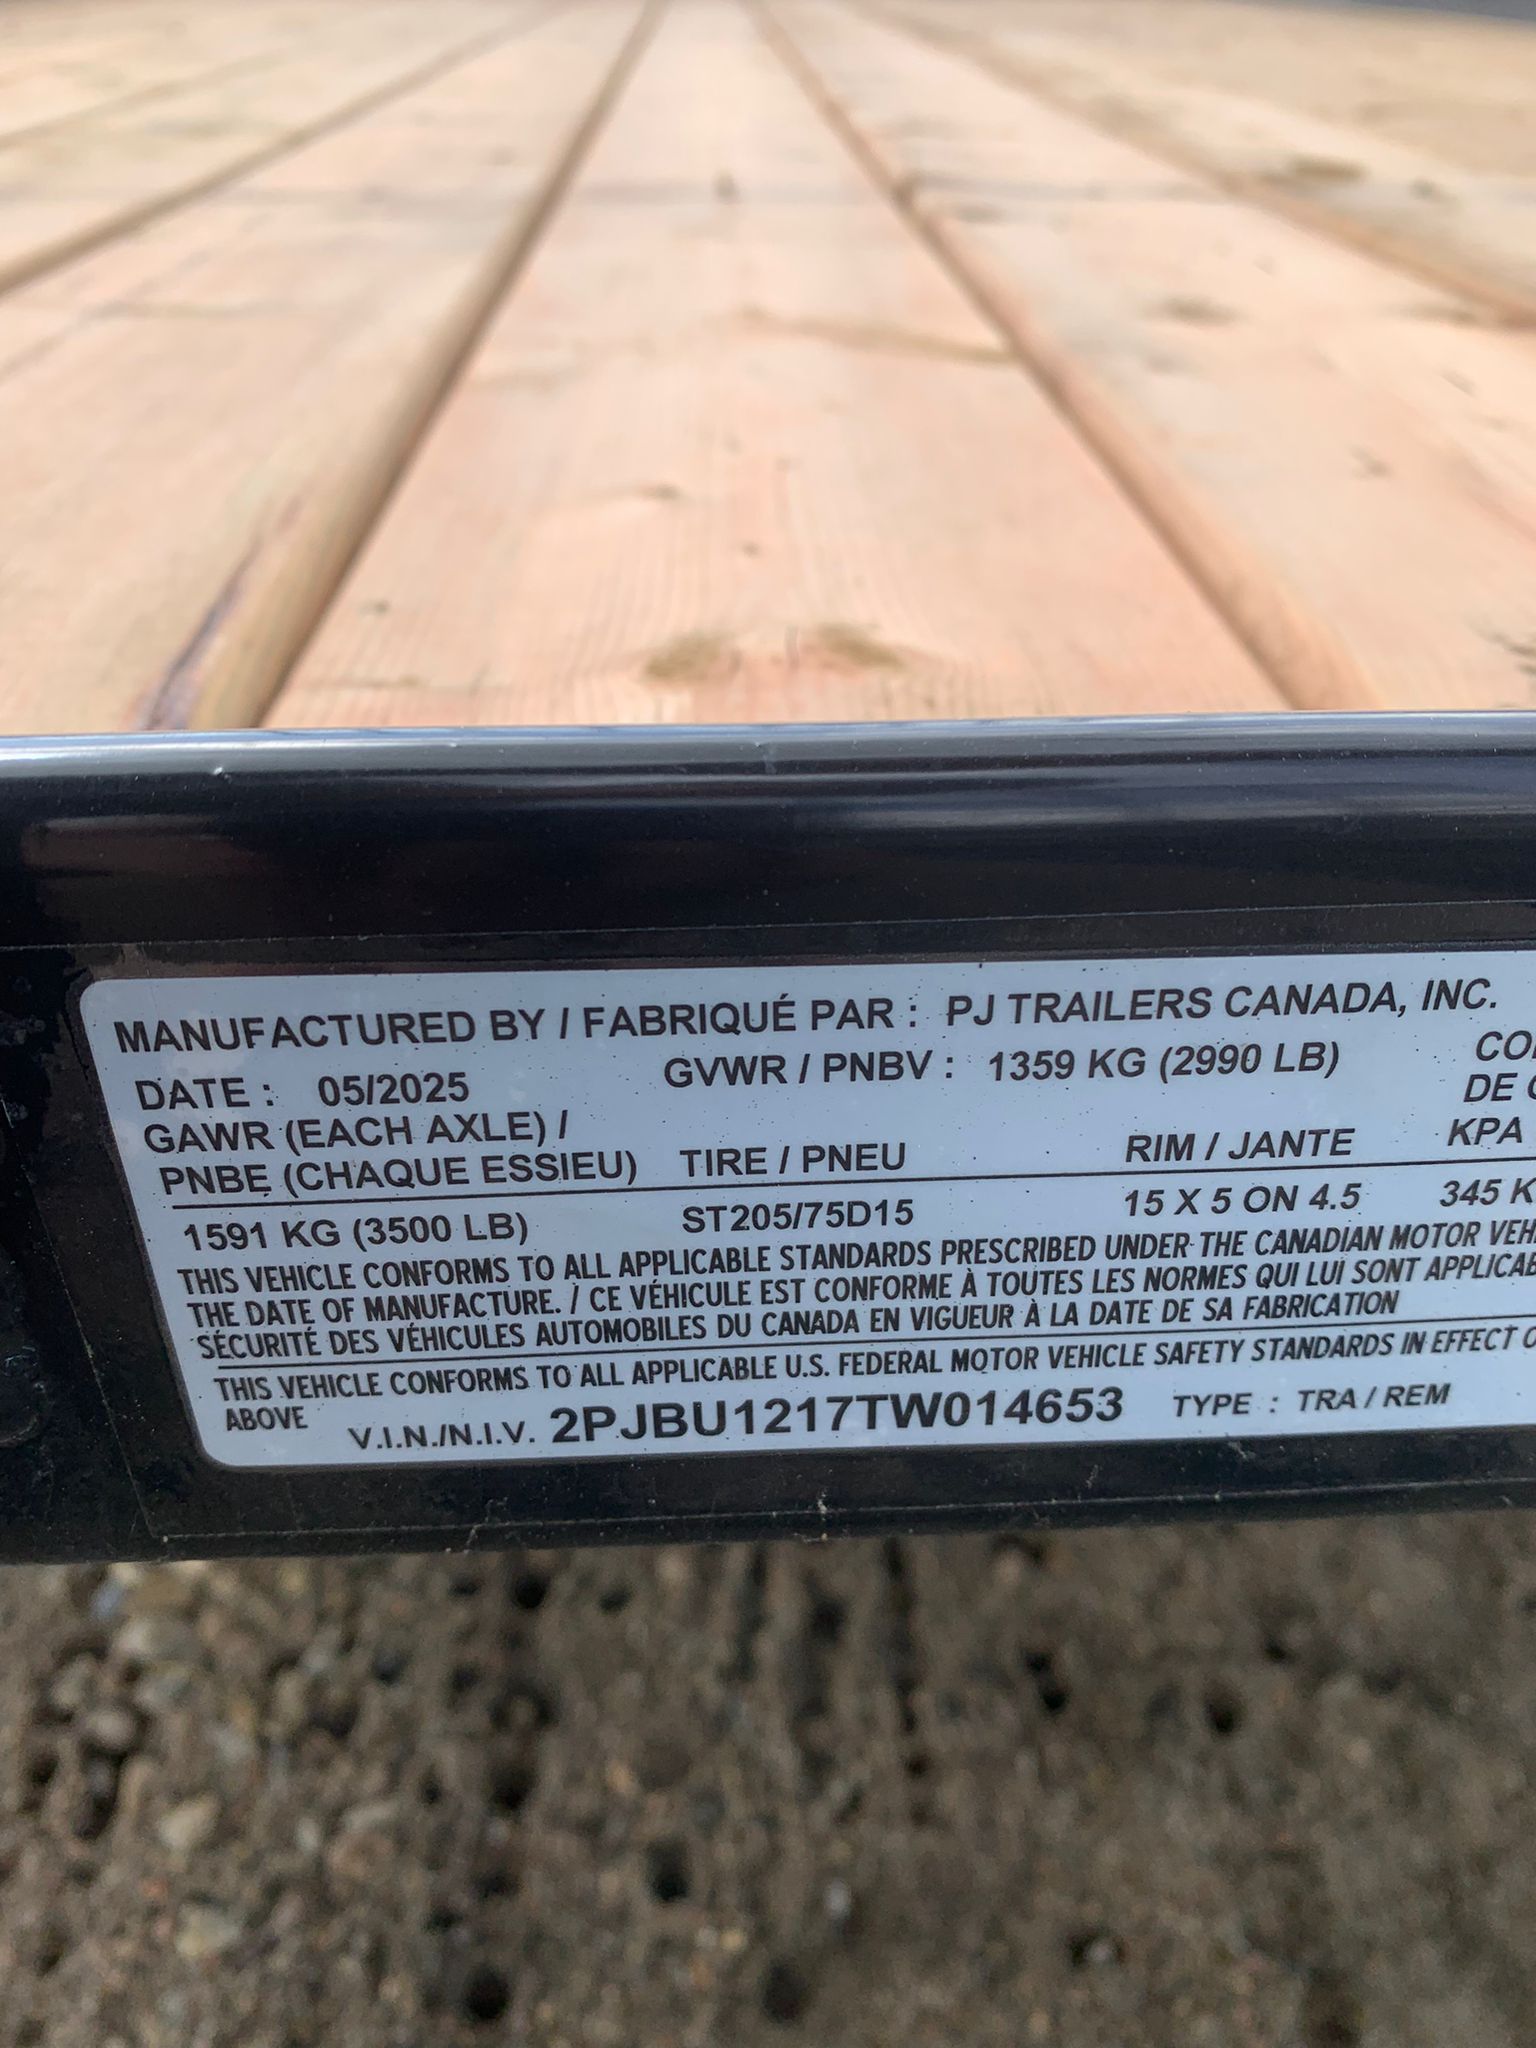 MANUFACTURED BY / FABRIQUÉ PAR : PJ TRAILERS CANADA, INC.
DATE : 05/2025 GVWR / PNBV : 1359 KG (2990 LB)
GAWR (EACH AXLE) / DE
PNBE (CHAQUE ESSIEU) TIRE / PNEU RIM / JANTE KPA
1591 KG (3500 LB) ST205/75D15 15 X 5 ON 4.5 345 K
THIS VEHICLE CONFORMS TO ALL APPLICABLE STANDARDS PRESCRIBED UNDER THE CANADIAN MOTOR VEH
THE DATE OF MANUFACTURE. / CE VÉHICULE EST CONFORME À TOUTES LES NORMES QUI LUI SONT APPLICAB
SÉCURITÉ DES VÉHICULES AUTOMOBILES DU CANADA EN VIGUEUR À LA DATE DE SA FABRICATION
THIS VEHICLE CONFORMS TO ALL APPLICABLE U.S. FEDERAL MOTOR VEHICLE SAFETY STANDARDS IN EFFECT
ABOVE V.I.N./N.I.V. 2PJBU1217TW014653 TYPE : TRA / REM